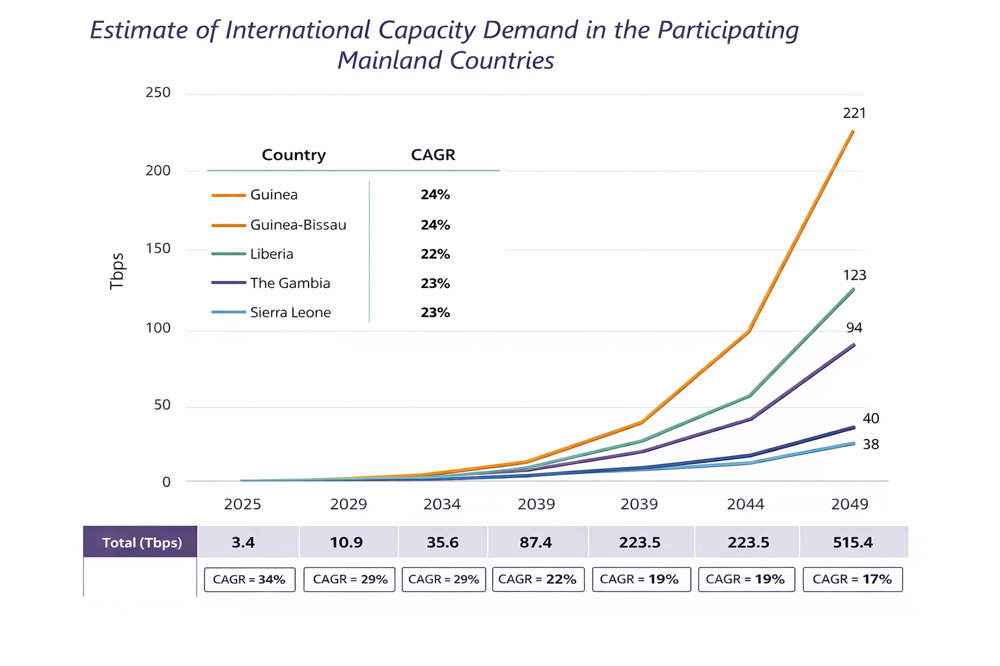 Estimate of International Capacity Demand in the Participating
Mainland Countries
250
221
Country CAGR
200
Guinea 24%
Guinea-Bissau 24%
150
Liberia 22%
Tbps
123
The Gambia 23%
Sierra Leone 23%
100
94
50
40
38
0
2025 2029 2034 2039 2039 2044 2049
Total (Tbps) 3.4 10.9 35.6 87.4 223.5 223.5 515.4
CAGR = 34% CAGR = 29% CAGR = 29% CAGR = 22% CAGR = 19% CAGR = 19% CAGR = 17%